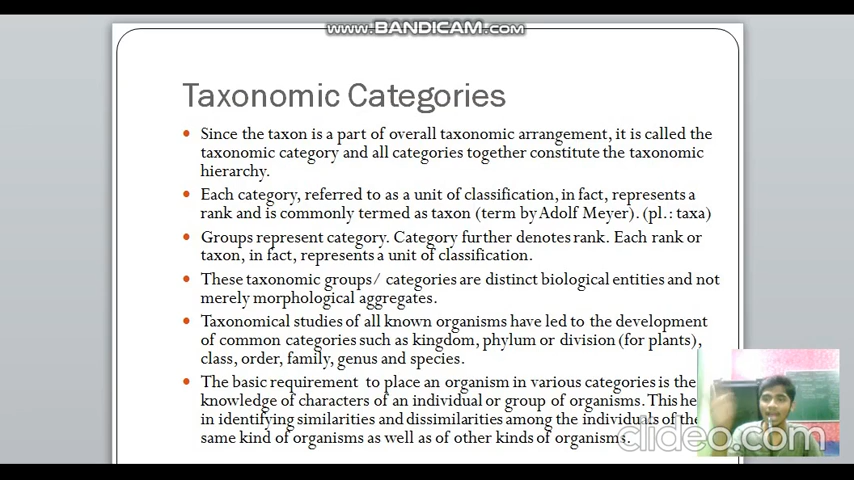 www.BANDICAM.com
Taxonomic Categories
Since the taxon is a part of overall taxonomic arrangement, it is called the
taxonomic category and all categories together constitute the taxonomic
hierarchy.
Each category, referred to as a unit of classification, in fact, represents a
rank and is commonly termed as taxon (term by Adolf Meyer). (pl.: taxa)
Groups represent category. Category further denotes rank. Each rank or
taxon, in fact, represents a unit of classification.
These taxonomic groups/ categories are distinct biological entities and not
merely morphological aggregates.
Taxonomical studies of all known organisms have led to the development
of common categories such as kingdom, phylum or division (for plants),
class, order, family, genus and species.
The basic requirement to place an organism in various categories is the
knowledge of characters of an individual or group of organisms. This he
in identifying similarities and dissimilarities among the individuals of the
same kind of organisms as well as of other kinds of organisms.
clideo.com